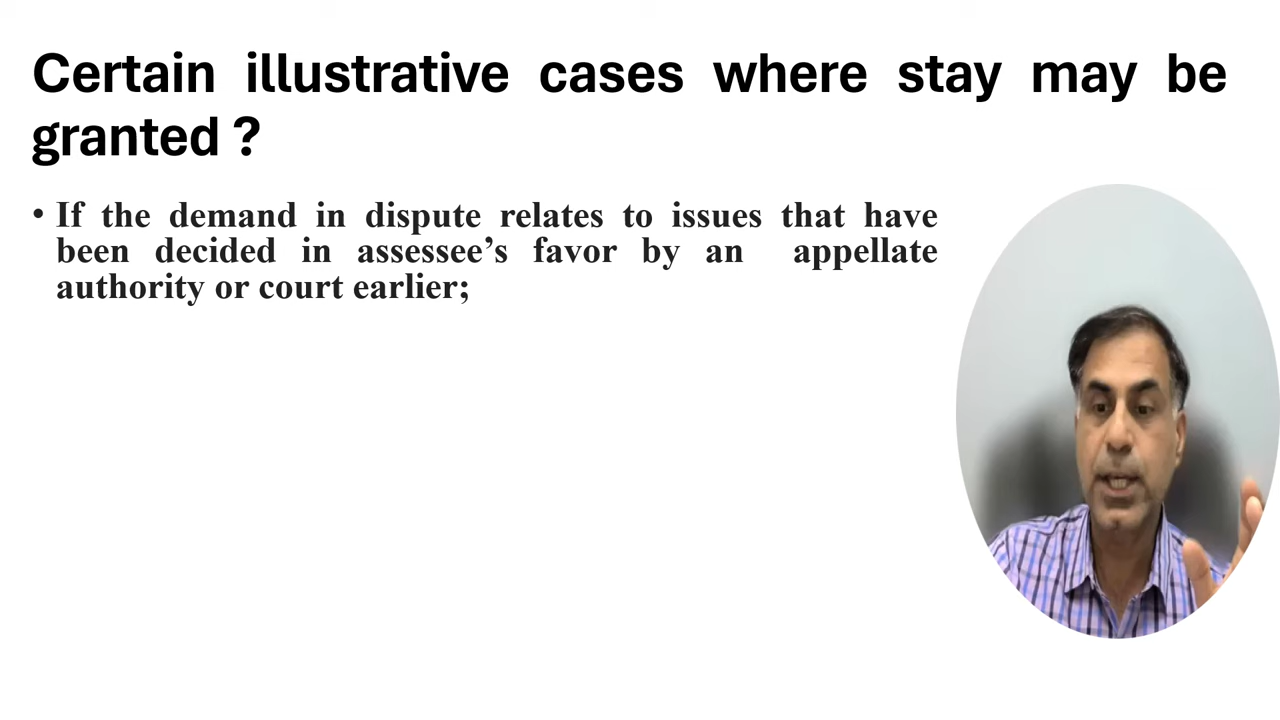 Certain illustrative cases where stay may be
granted ?
• If the demand in dispute relates to issues that have
been decided in assessee’s favor by an appellate
authority or court earlier;